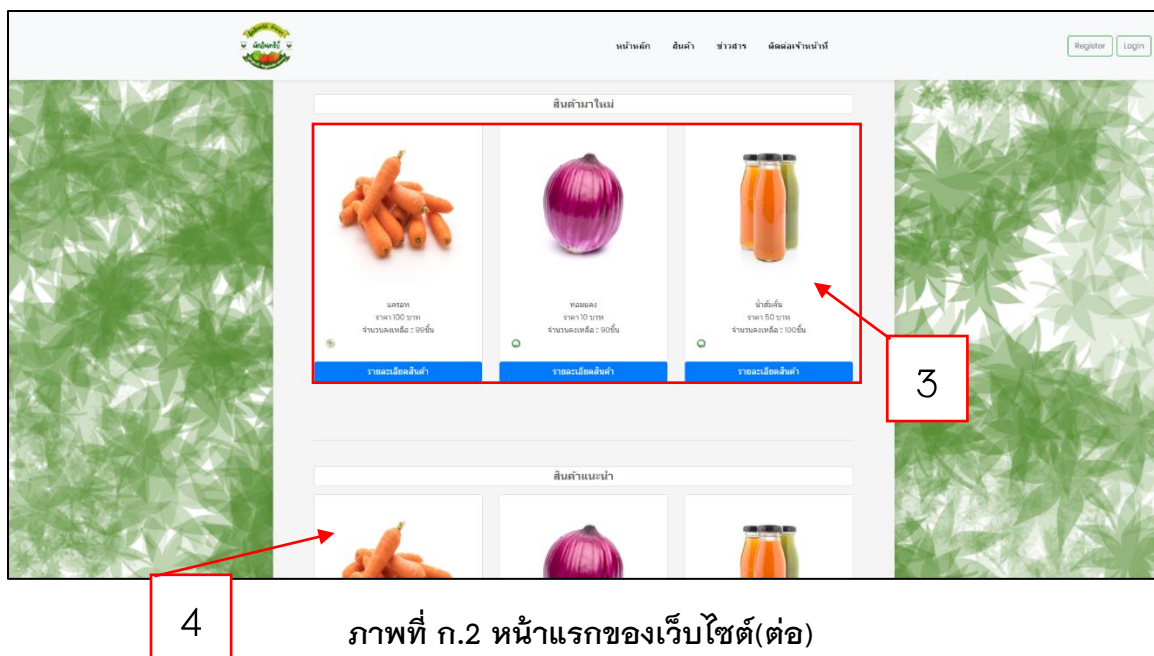 ผักอินทรีย์
หน้าหลัก สินค้า ข่าวสาร ติดต่อเจ้าหน้าที่ Register Login
สินค้ามาใหม่
แครอท หอมแดง น้ำส้มคั้น
ราคา 100 บาท ราคา 10 บาท ราคา 50 บาท
จำนวนคงเหลือ : 99ชิ้น จำนวนคงเหลือ : 90ชิ้น จำนวนคงเหลือ : 100ชิ้น
รายละเอียดสินค้า รายละเอียดสินค้า รายละเอียดสินค้า
3
สินค้าแนะนำ
4
ภาพที่ ก.2 หน้าแรกของเว็บไซต์(ต่อ)